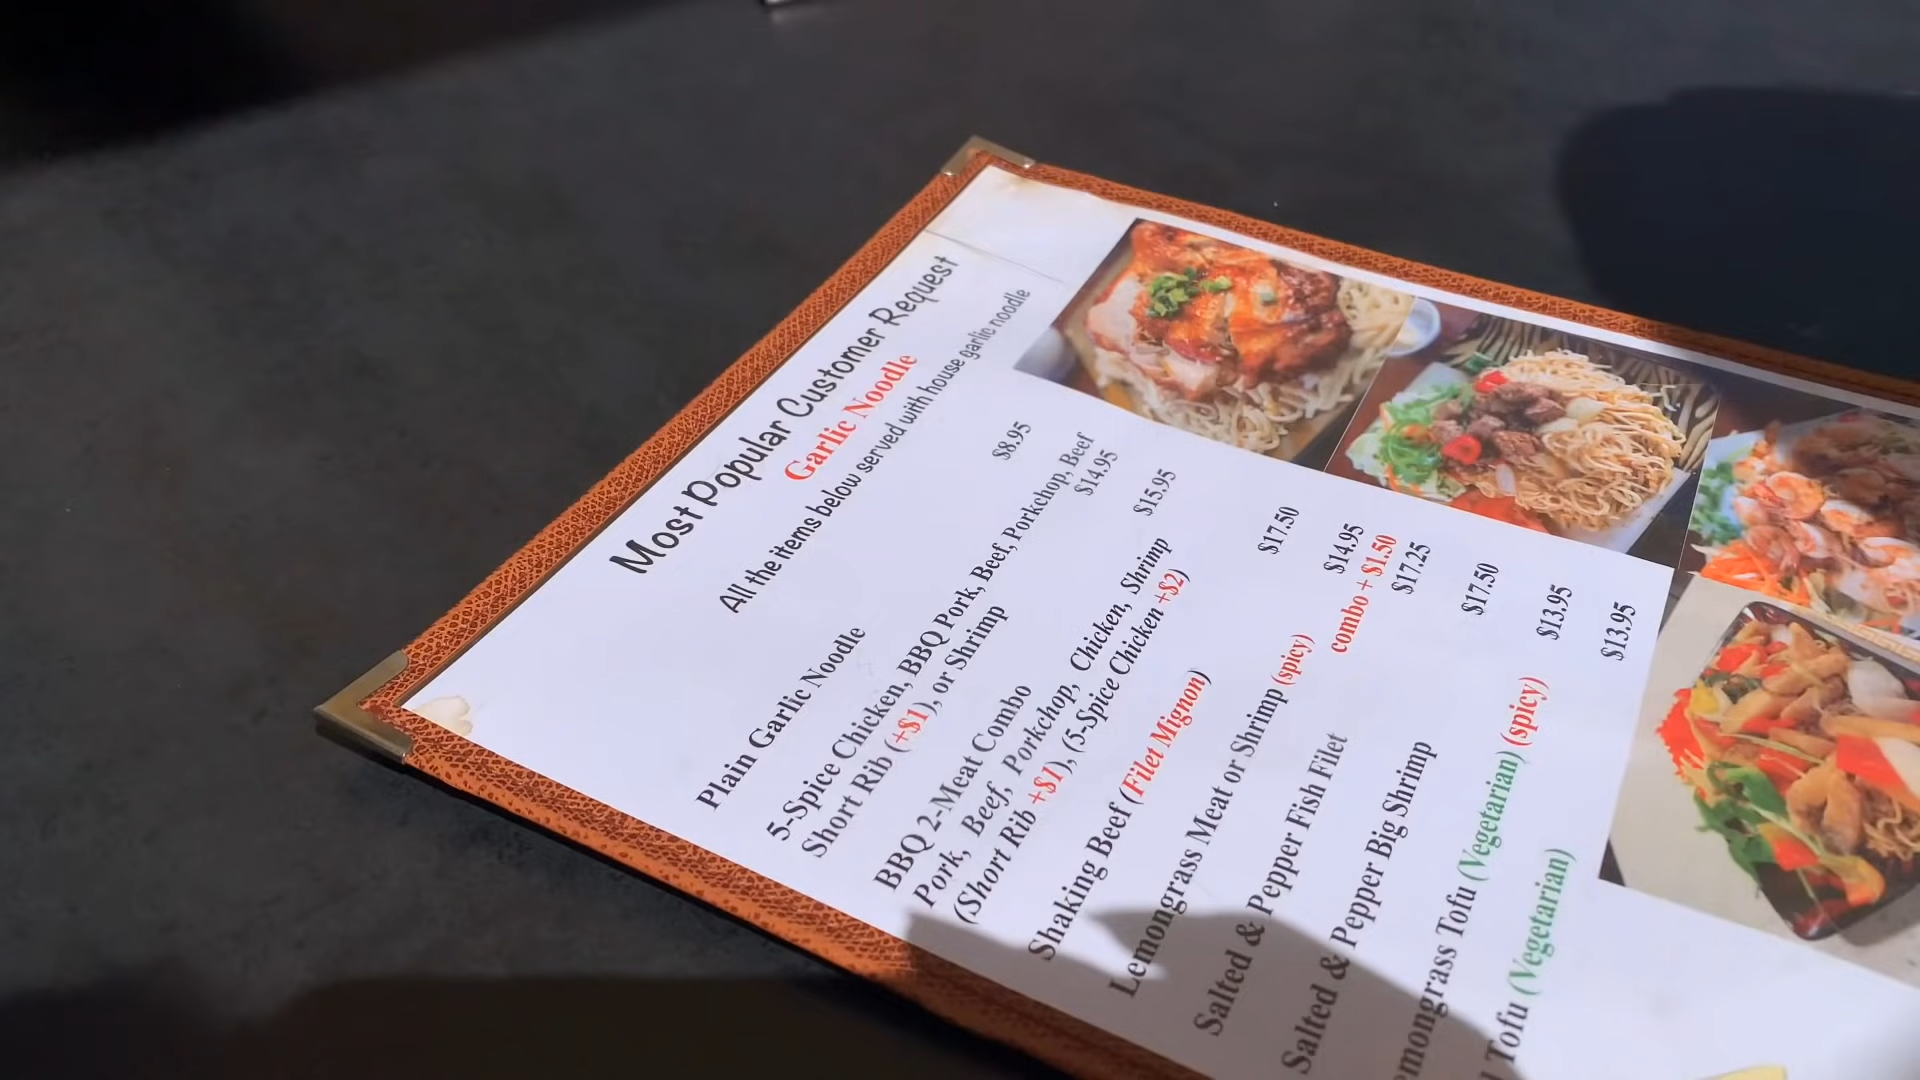 Most Popular Customer Request
Garlic Noodle
All the items below served with house garlic noodle
Plain Garlic Noodle $8.95
5-Spice Chicken, BBQ Pork, Beef, Porkchop, Beef
Short Rib (+$1), or Shrimp $14.95
BBQ 2-Meat Combo $15.95
Pork, Beef, Porkchop, Chicken, Shrimp
(Short Rib +$1), (5-Spice Chicken +$2)
Shaking Beef (Filet Mignon) $17.50
Lemongrass Meat or Shrimp (spicy) $14.95
combo + $1.50
Salted & Pepper Fish Filet $17.25
Salted & Pepper Big Shrimp $17.50
emongrass Tofu (Vegetarian) (spicy) $13.95
Tofu (Vegetarian) $13.95